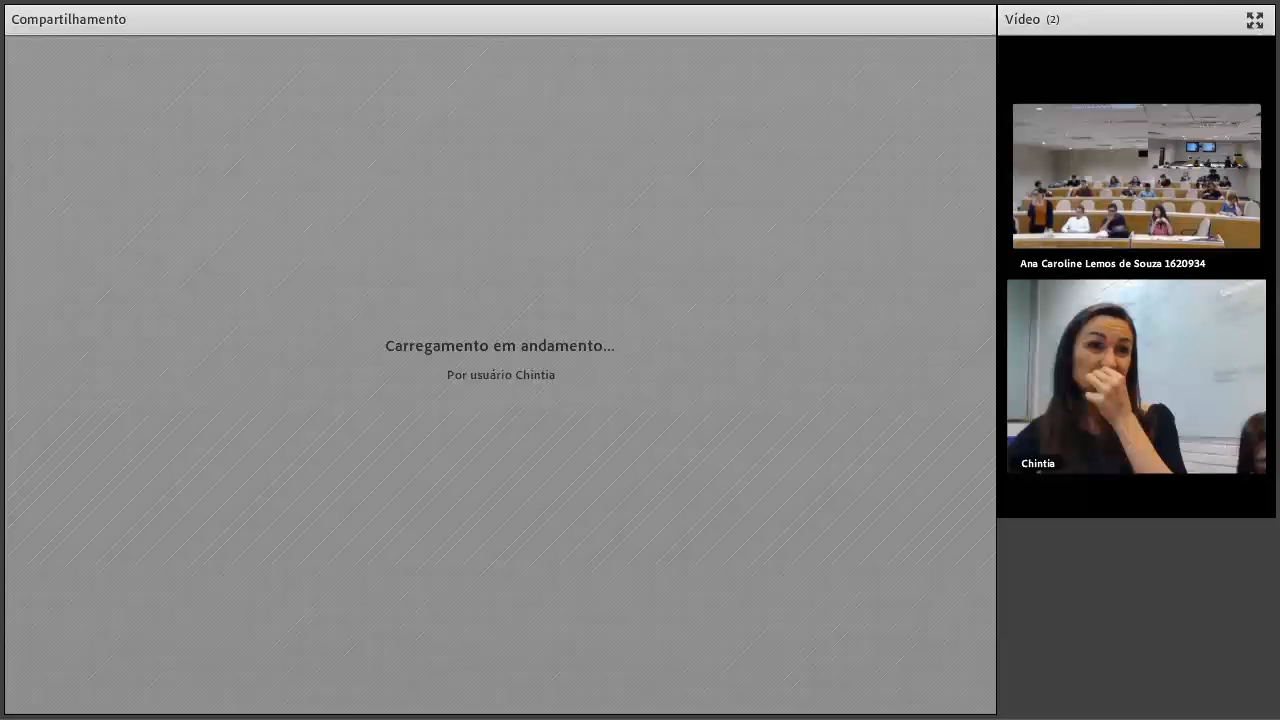 Compartilhamento
Vídeo (2)
Carregamento em andamento...
Por usuário Chintia
Ana Caroline Lemos de Souza 1620934
Chintia